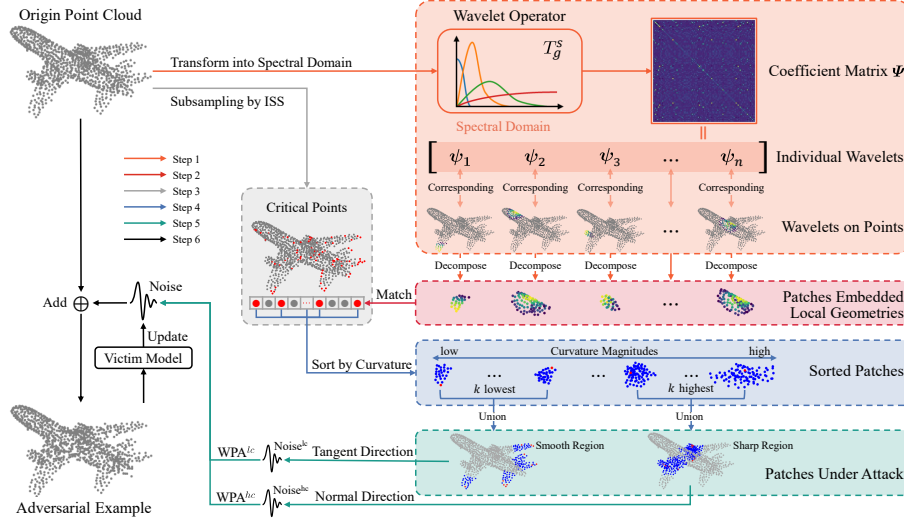 Origin Point Cloud
Transform into Spectral Domain
Subsampling by ISS
Wavelet Operator
T_g^s
Spectral Domain
Coefficient Matrix Ψ
=
[ ψ1 ψ2 ψ3 ... ψn ]
Individual Wavelets
Corresponding Corresponding Corresponding Corresponding
...
Wavelets on Points
Decompose Decompose Decompose Decompose
Step 1
Step 2
Step 3
Step 4
Step 5
Step 6
Critical Points
...
Match
...
Patches Embedded
Local Geometries
Add
Noise
Update
Victim Model
Sort by Curvature
low Curvature Magnitudes high
... ... ...
k lowest k highest
Sorted Patches
Union Union
Smooth Region
Sharp Region
Patches Under Attack
WPA^lc
Noise^lc
Tangent Direction
WPA^hc
Noise^hc
Normal Direction
Adversarial Example